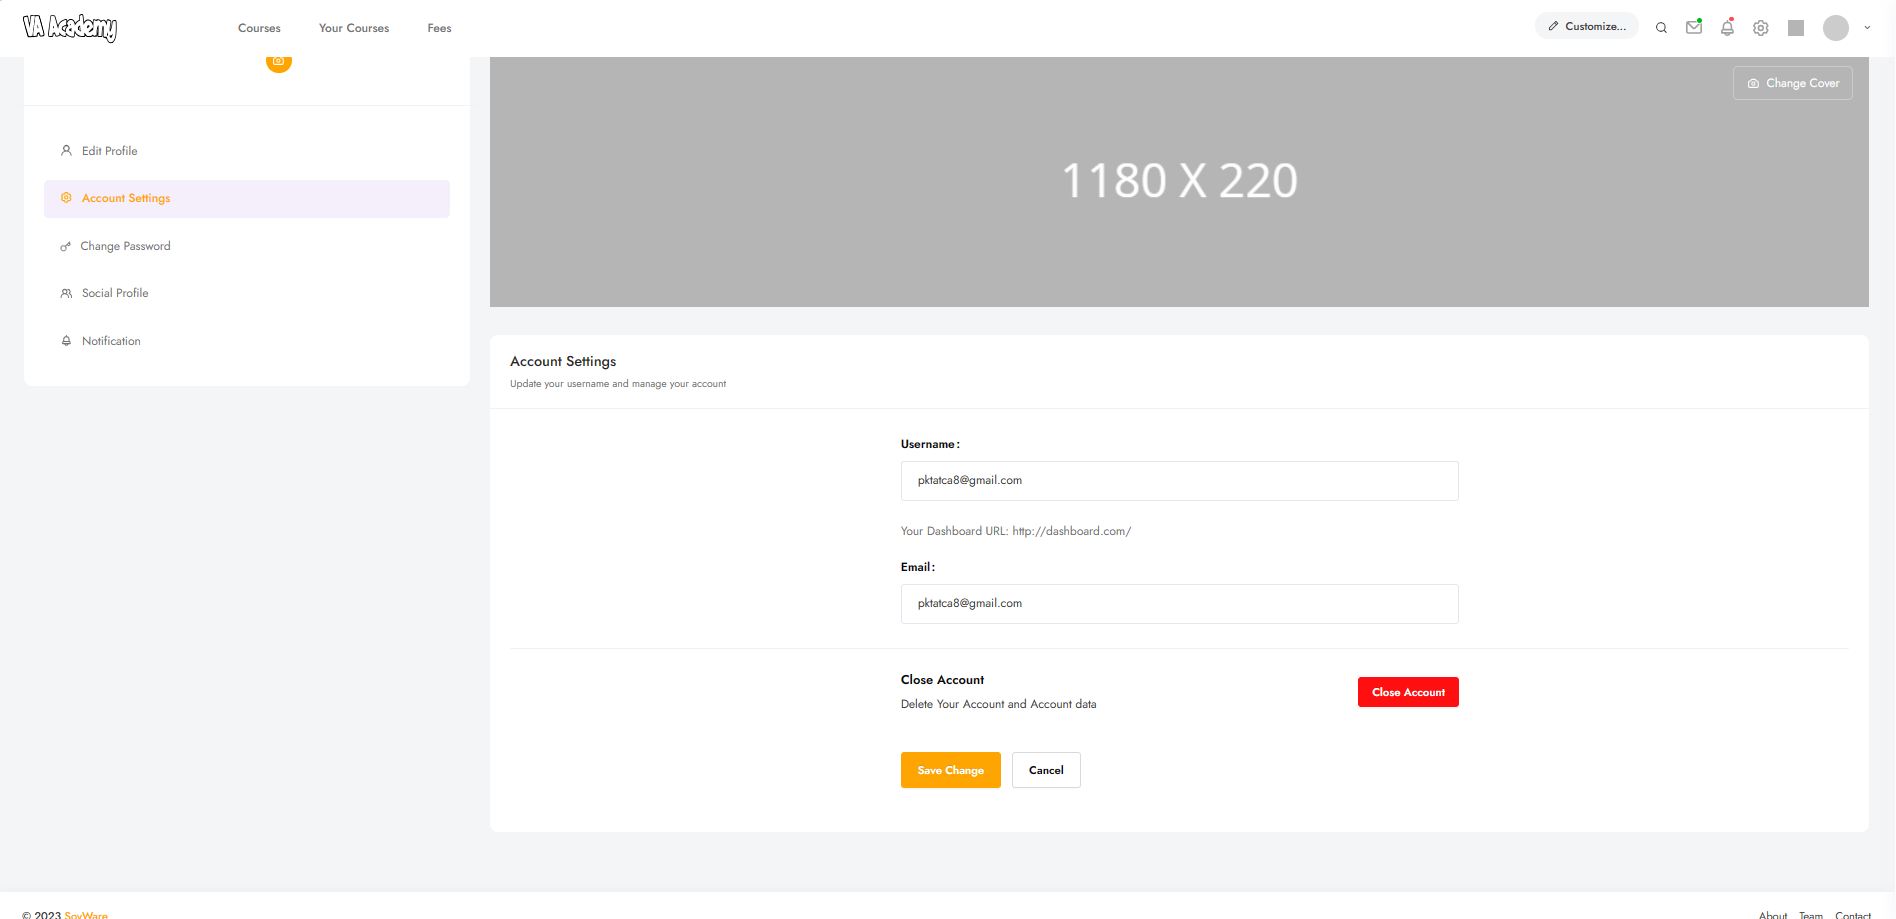 VA Academy
Courses
Your Courses
Fees
Customize...
Change Cover
1180 X 220
Edit Profile
Account Settings
Change Password
Social Profile
Notification
Account Settings
Update your username and manage your account
Username :
pktatca8@gmail.com
Your Dashboard URL: http://dashboard.com/
Email :
pktatca8@gmail.com
Close Account
Delete Your Account and Account data
Close Account
Save Change
Cancel
© 2023 SovWare
About
Team
Contact